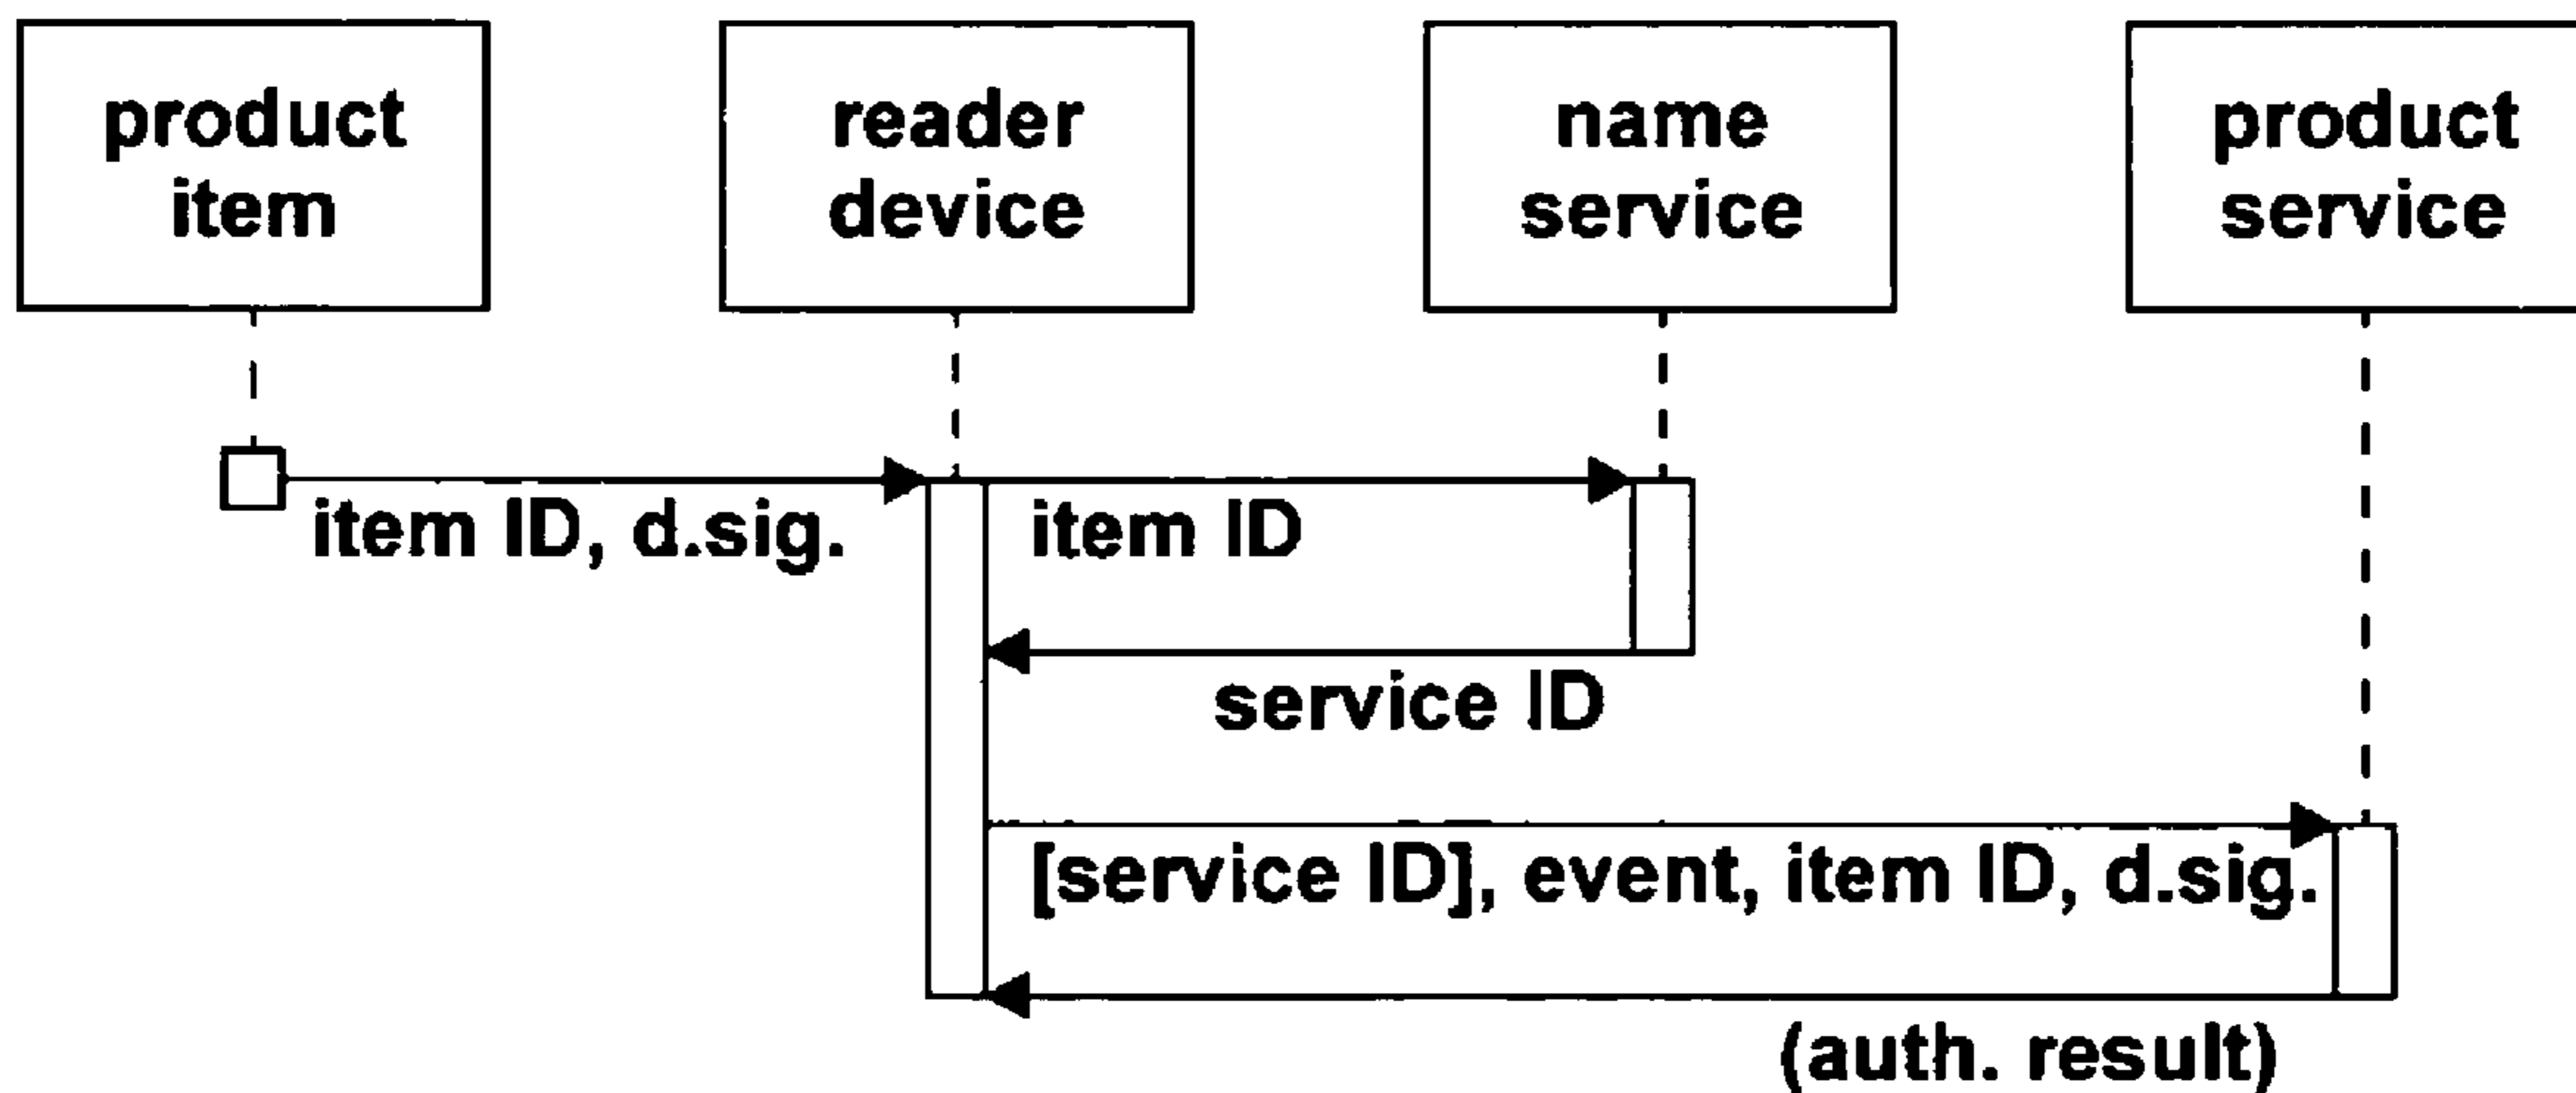 product
item
reader
device
name
service
product
service
item ID, d.sig.
item ID
service ID
[service ID], event, item ID, d.sig.
(auth. result)